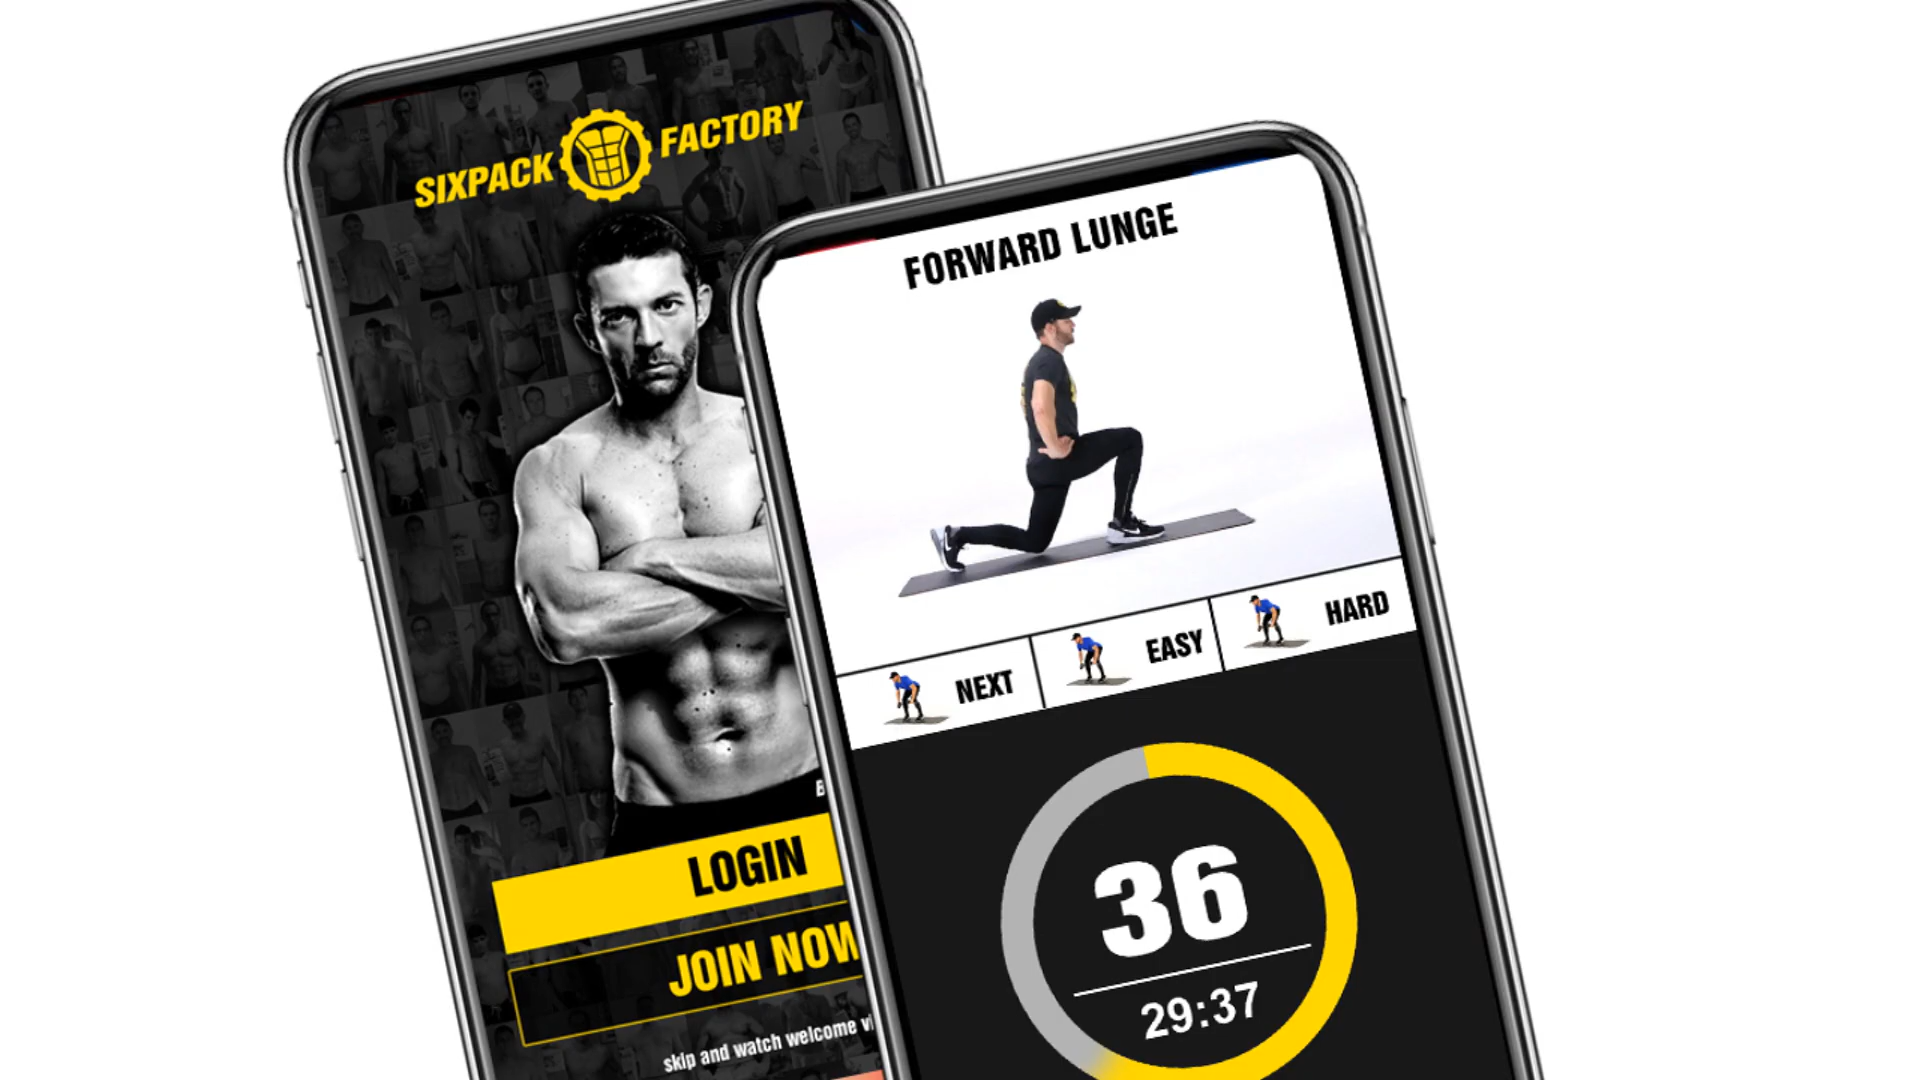 SIXPACK FACTORY
LOGIN
JOIN NOW
skip and watch welcome
FORWARD LUNGE
NEXT
EASY
HARD
36
29:37